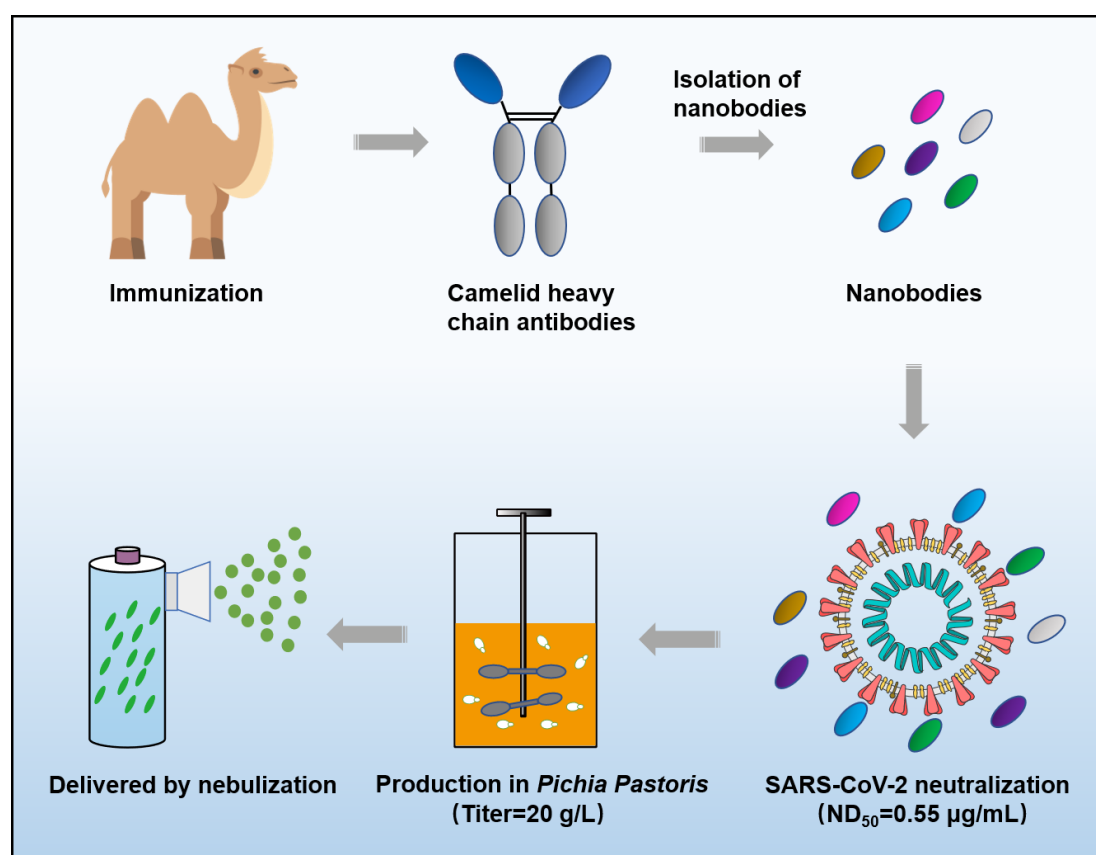 Isolation of
nanobodies
Immunization
Camelid heavy
chain antibodies
Nanobodies
Delivered by nebulization
Production in Pichia Pastoris
(Titer=20 g/L)
SARS-CoV-2 neutralization
(ND₅₀=0.55 μg/mL)